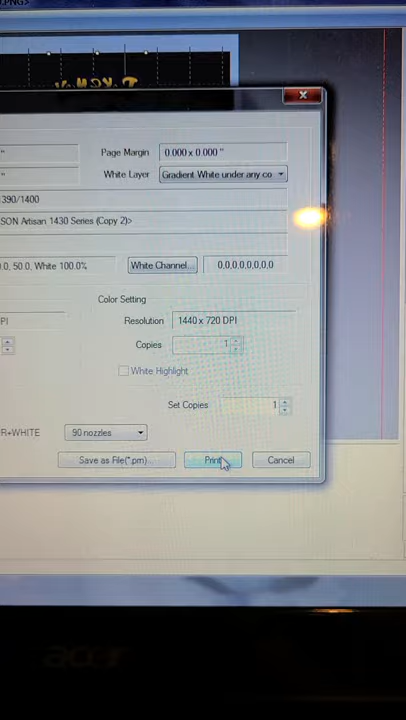 .PNG>
Page Margin 0.000 x 0.000 "
White Layer Gradient White under any co
1390/1400
SON Artisan 1430 Series (Copy 2)>
0.0, 50.0, White 100.0% White Channel... 0,0,0,0,0,0,0
Color Setting
PI Resolution 1440 x 720 DPI
Copies 1
White Highlight
Set Copies 1
R+WHITE 90 nozzles
Save as File(*.prn)... Print Cancel
acer